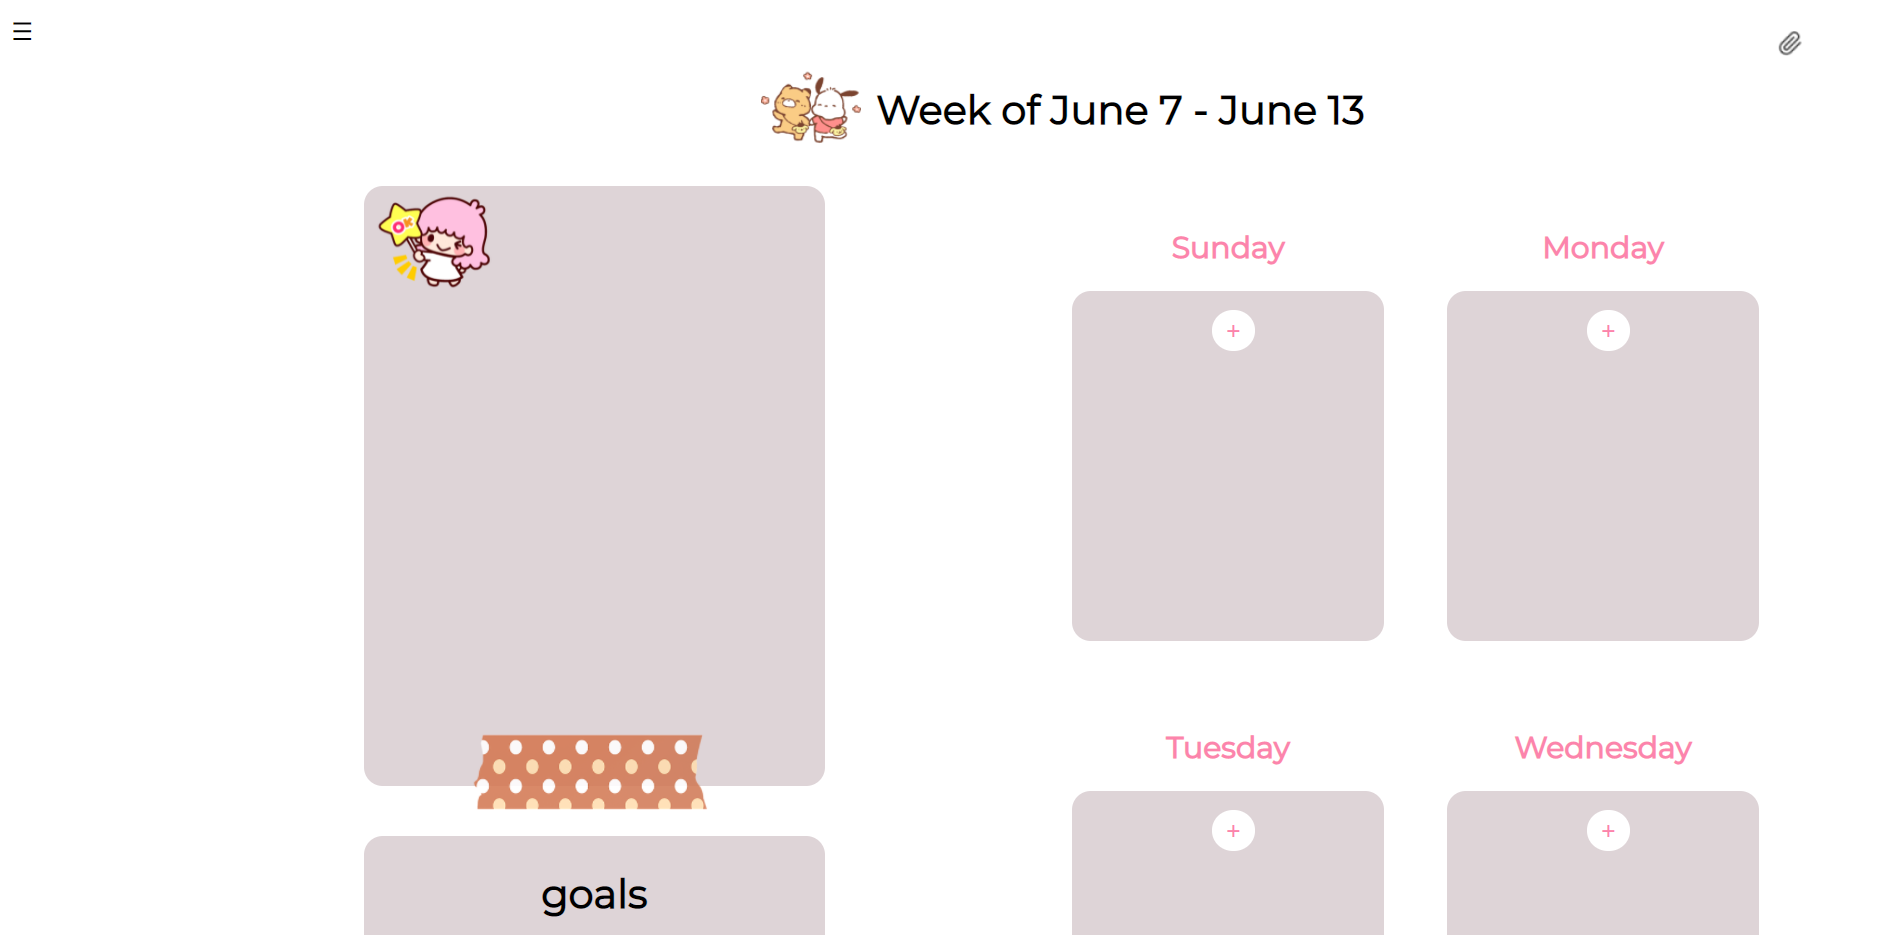 Week of June 7 - June 13
Sunday
Monday
+
+
Tuesday
Wednesday
+
+
goals